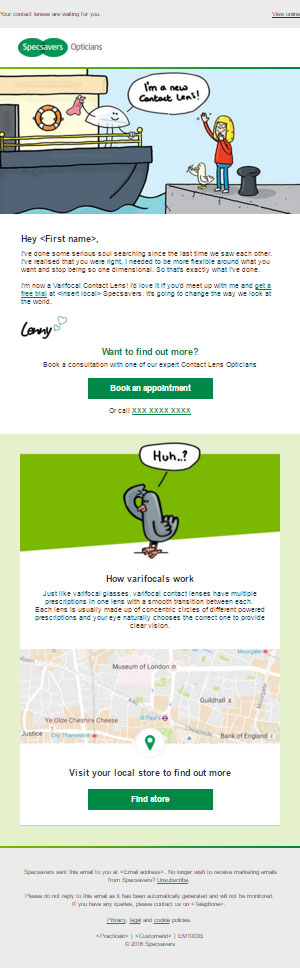 Your contact lenses are waiting for you.
View online
Specsavers Opticians
I'm a new
Contact Lens!
Hey <First name>,
I've done some serious soul searching since the last time we saw each other.
I've realised that you were right, I needed to be more flexible around what you
want and stop being so one dimensional. So that's exactly what I've done.
I'm now a Varifocal Contact Lens! I'd love it if you'd meet up with me and get a
free trial at <insert local> Specsavers. It's going to change the way we look at
the world.
Lenny
Want to find out more?
Book a consultation with one of our expert Contact Lens Opticians
Book an appointment
Or call XXX XXXX XXXX
Huh..?
How varifocals work
Just like varifocal glasses, varifocal contact lenses have multiple
prescriptions in one lens with a smooth transition between each.
Each lens is usually made up of concentric circles of different powered
prescriptions and your eye naturally chooses the correct one to provide
clear vision.
Moorgate
Museum of London
Guildhall
Moorgate
Ye Olde Cheshire Cheese
St Paul's
Justice
City Thameslink
Cheapside
Bank of England
Visit your local store to find out more
Find store
Specsavers sent this email to you at <Email address>. No longer wish to receive marketing emails
from Specsavers? Unsubscribe.
Please do not reply to this email as it has been automatically generated and will not be monitored.
If you have any queries, please contact us on <Telephone>.
Privacy, legal and cookie policies.
<Practiceid> | <Customerid> | EM1003B
© 2016 Specsavers